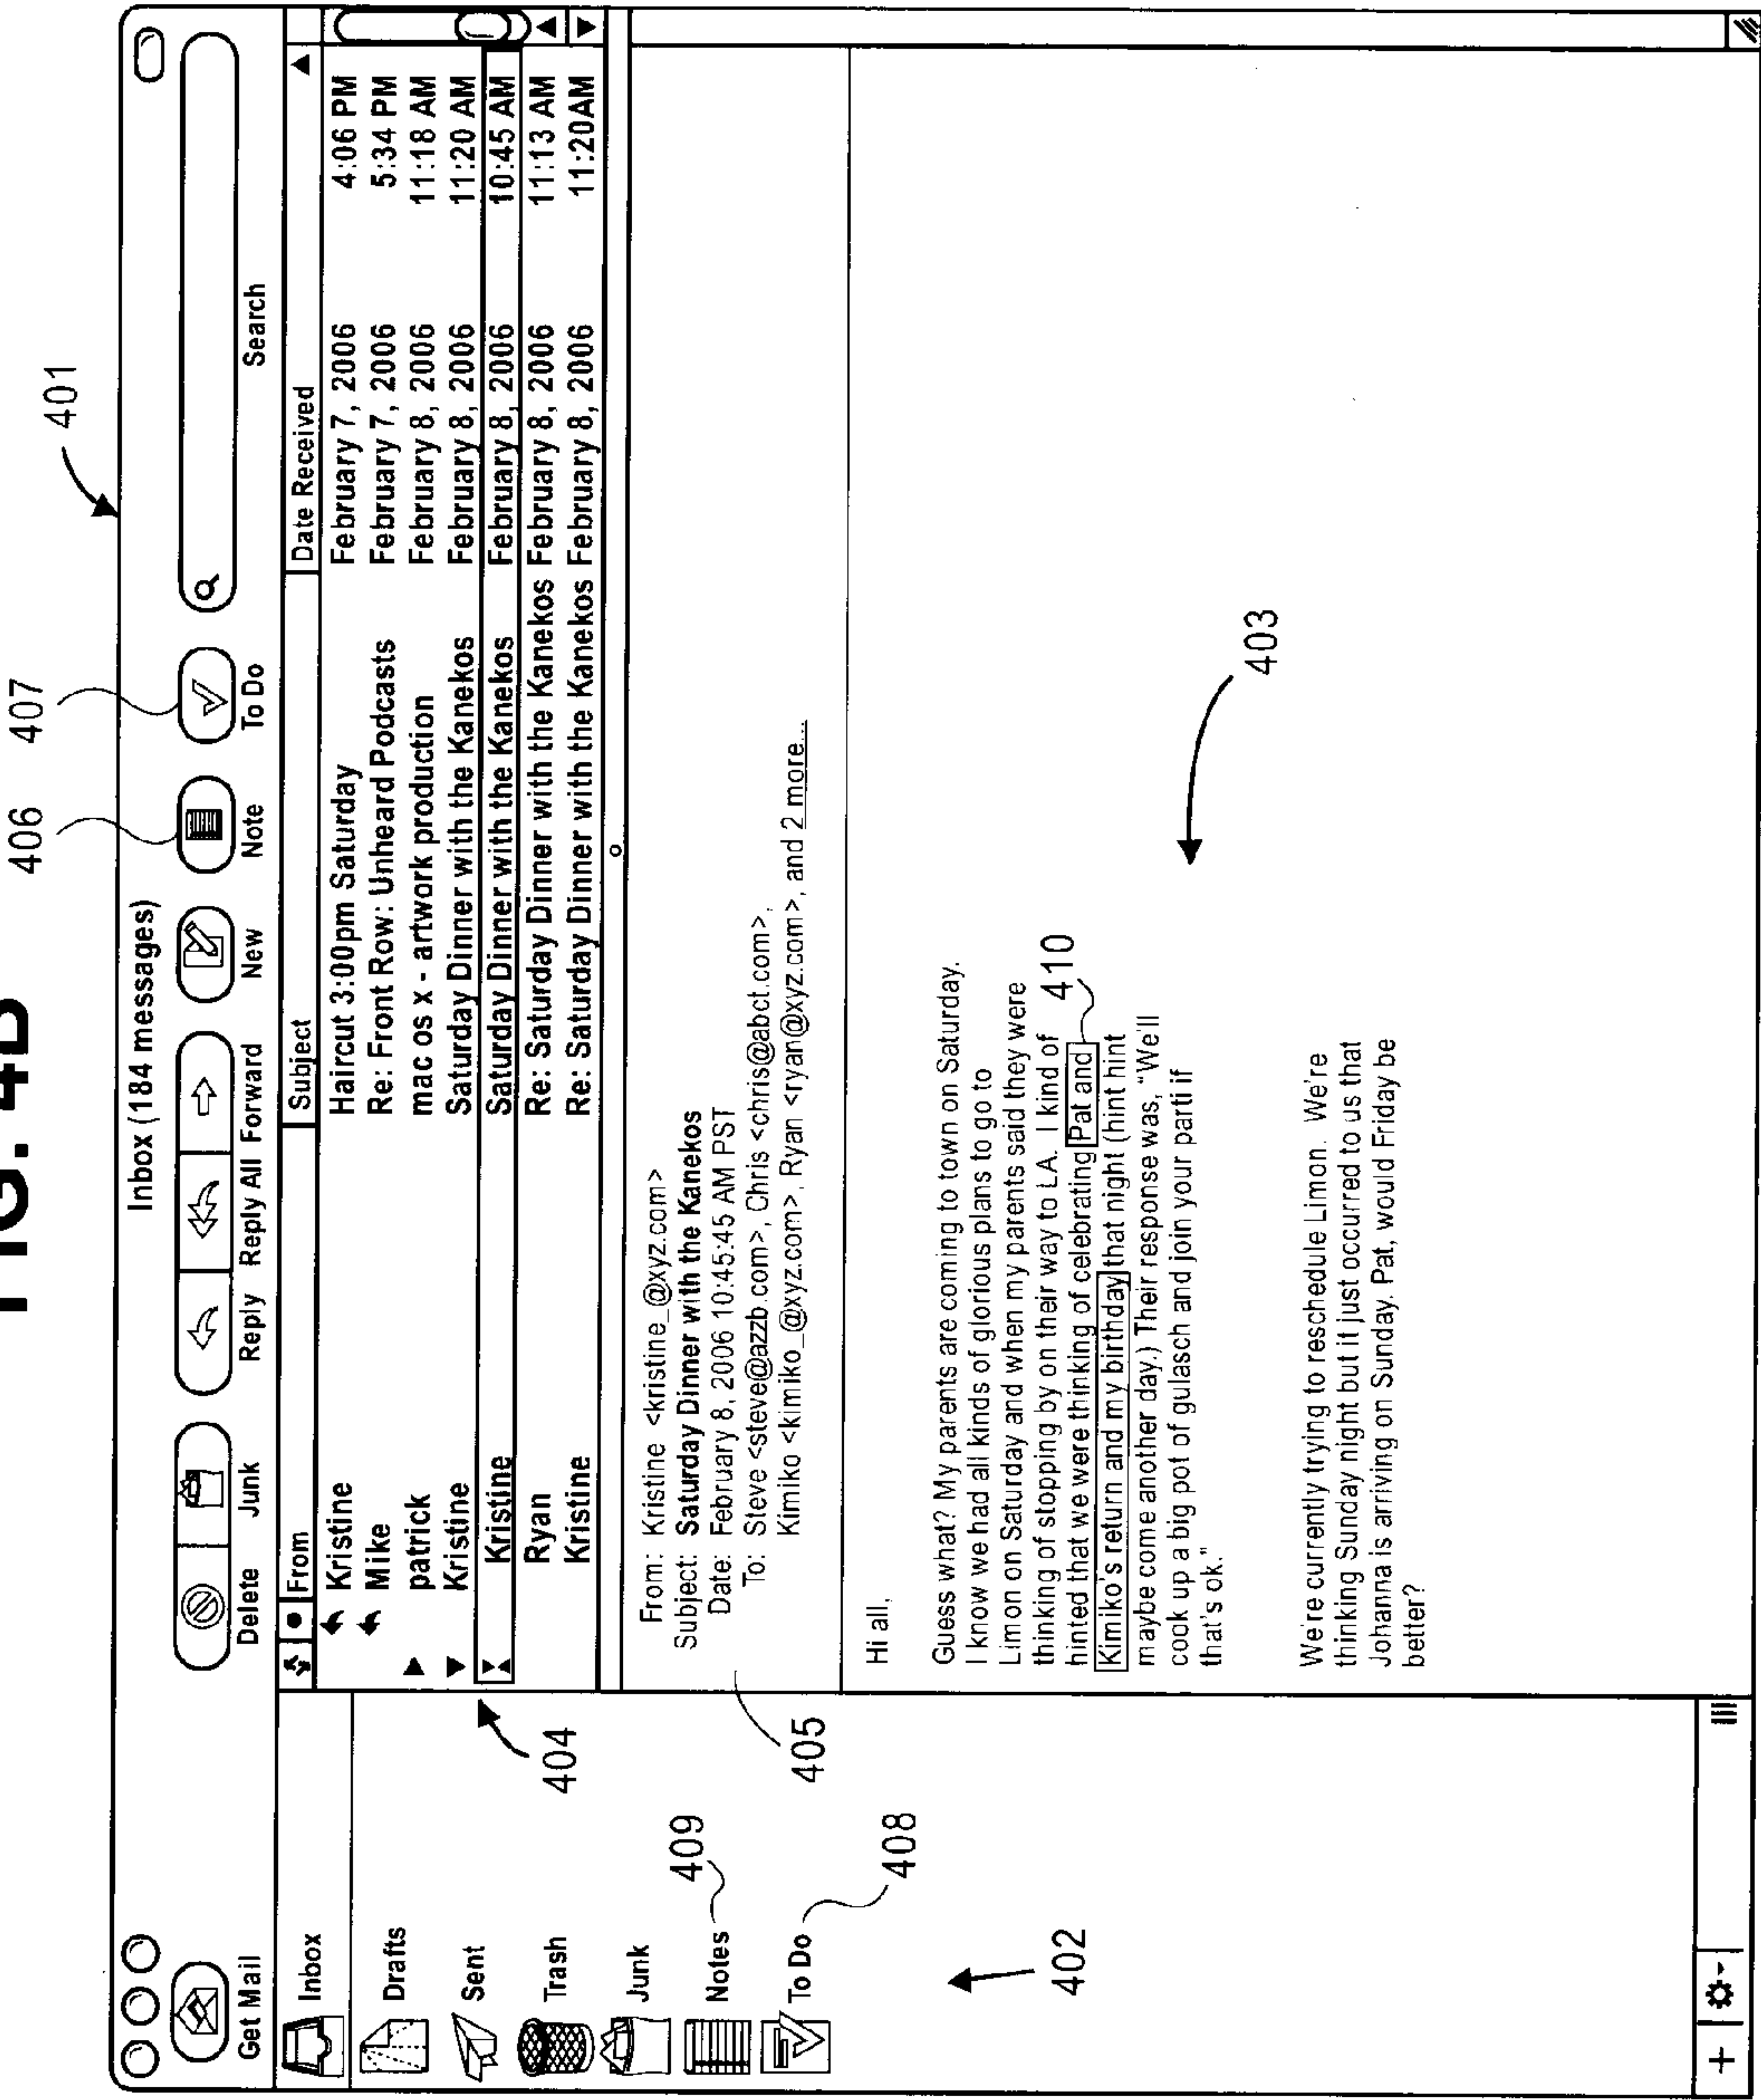 FIG. 4B
401
406
407
Inbox (184 messages)
Get Mail
Delete
Junk
Reply
Reply All
Forward
New
Note
To Do
Search
Inbox
Drafts
Sent
Trash
Junk
Notes
To Do
409
408
402
From Subject Date Received
Kristine Haircut 3:00pm Saturday February 7, 2006 4:06 PM
Mike Re: Front Row: Unheard Podcasts February 7, 2006 5:34 PM
patrick mac os x - artwork production February 8, 2006 11:18 AM
Kristine Saturday Dinner with the Kanekos February 8, 2006 11:20 AM
Kristine Saturday Dinner with the Kanekos February 8, 2006 10:45 AM
Ryan Re: Saturday Dinner with the Kanekos February 8, 2006 11:13 AM
Kristine Re: Saturday Dinner with the Kanekos February 8, 2006 11:20AM
404
From: Kristine <kristine_@xyz.com>
Subject: Saturday Dinner with the Kanekos
Date: February 8, 2006 10:45:45 AM PST
To: Steve <steve@azzb.com>, Chris <chris@abct.com>,
Kimiko <kimiko_@xyz.com>, Ryan <ryan@xyz.com>, and 2 more...
405
Hi all,
Guess what? My parents are coming to town on Saturday.
I know we had all kinds of glorious plans to go to
Limon on Saturday and when my parents said they were
thinking of stopping by on their way to LA. I kind of
hinted that we were thinking of celebrating Pat and
Kimiko's return and my birthday that night (hint hint
maybe come another day.) Their response was, "We'll
cook up a big pot of gulasch and join your parti if
that's ok."
410
We're currently trying to reschedule Limon. We're
thinking Sunday night but it just occurred to us that
Johanna is arriving on Sunday. Pat, would Friday be
better?
403